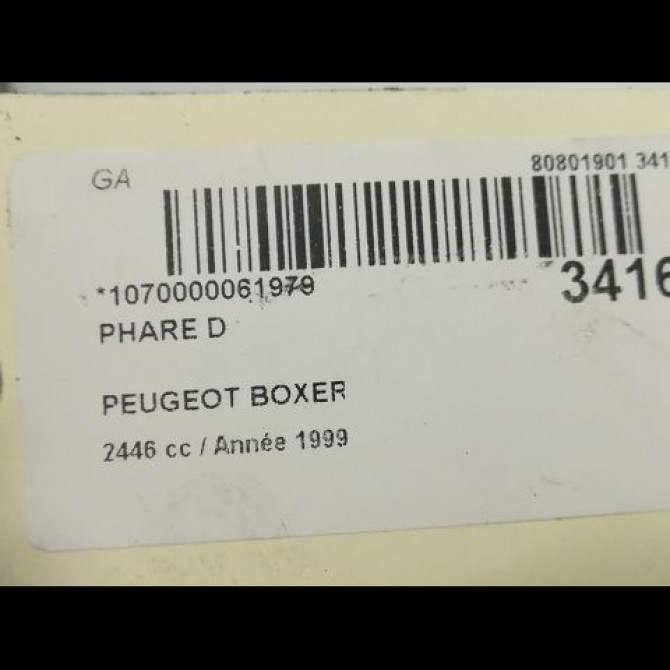 GA
80801901 341
*1070000061979
3416
PHARE D
PEUGEOT BOXER
2446 cc / Année 1999